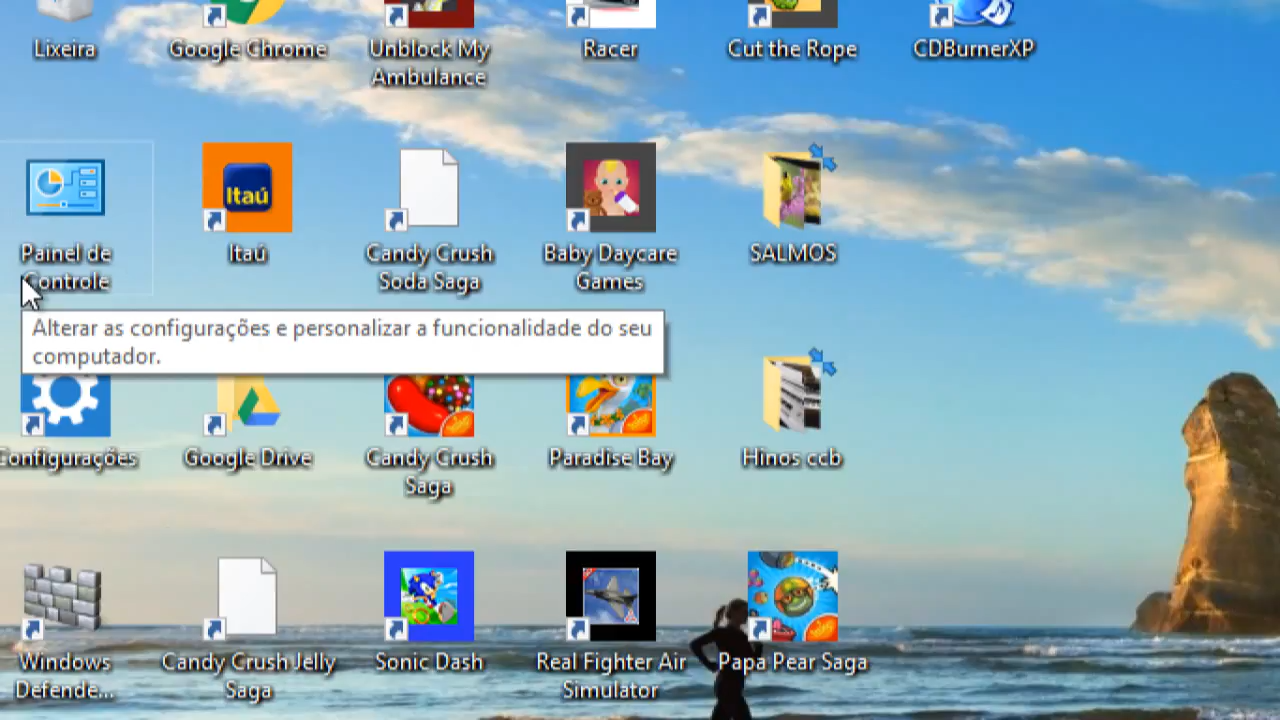 Lixeira
Google Chrome
Unblock My
Ambulance
Racer
Cut the Rope
CDBurnerXP
Painel de
Controle
Itaú
Itaú
Candy Crush
Soda Saga
Baby Daycare
Games
SALMOS
Alterar as configurações e personalizar a funcionalidade do seu
computador.
Configurações
Google Drive
Candy Crush
Saga
Paradise Bay
Hinos ccb
Windows
Defende...
Candy Crush Jelly
Saga
Sonic Dash
Real Fighter Air
Simulator
Papa Pear Saga